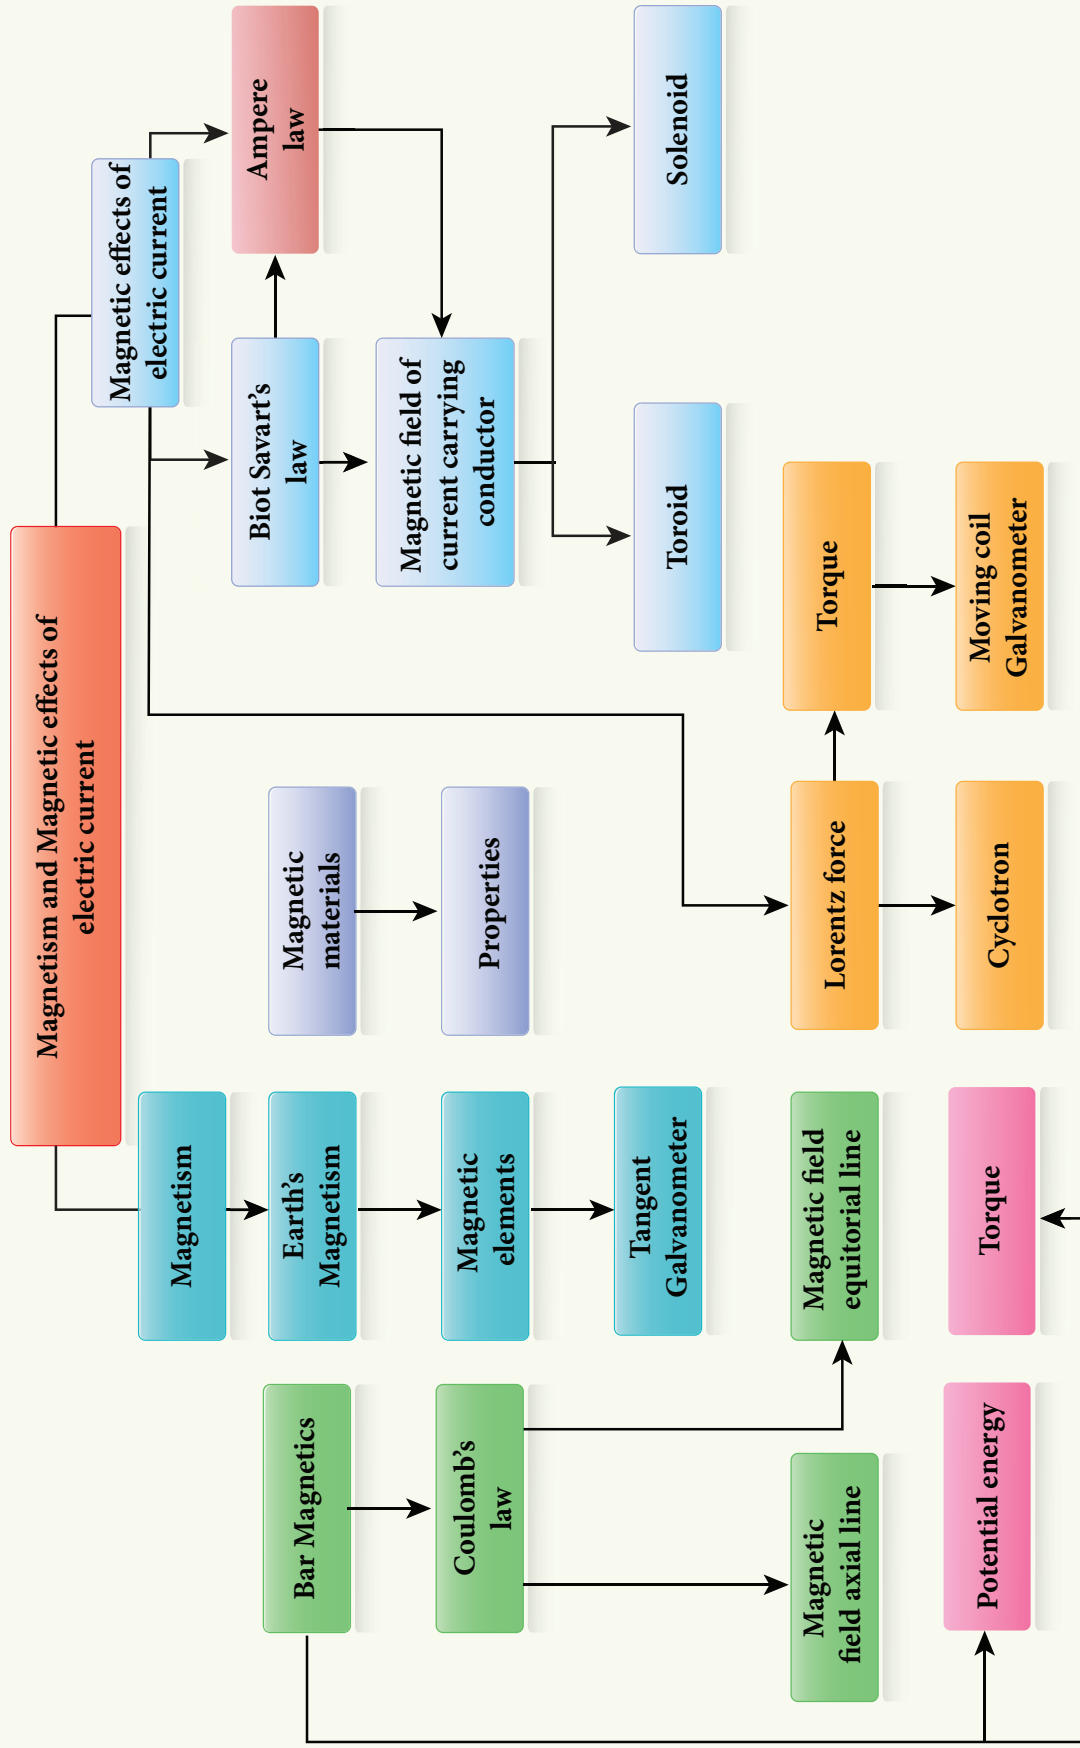 Magnetism and Magnetic effects of
electric current
Magnetism
Magnetic effects of
electric current
Bar Magnetics
Earth's
Magnetism
Magnetic
materials
Biot Savart's
law
Ampere
law
Coulomb's
law
Magnetic
elements
Properties
Magnetic field of
current carrying
conductor
Tangent
Galvanometer
Toroid
Solenoid
Magnetic
field axial line
Magnetic field
equitorial line
Lorentz force
Torque
Potential energy
Torque
Cyclotron
Moving coil
Galvanometer